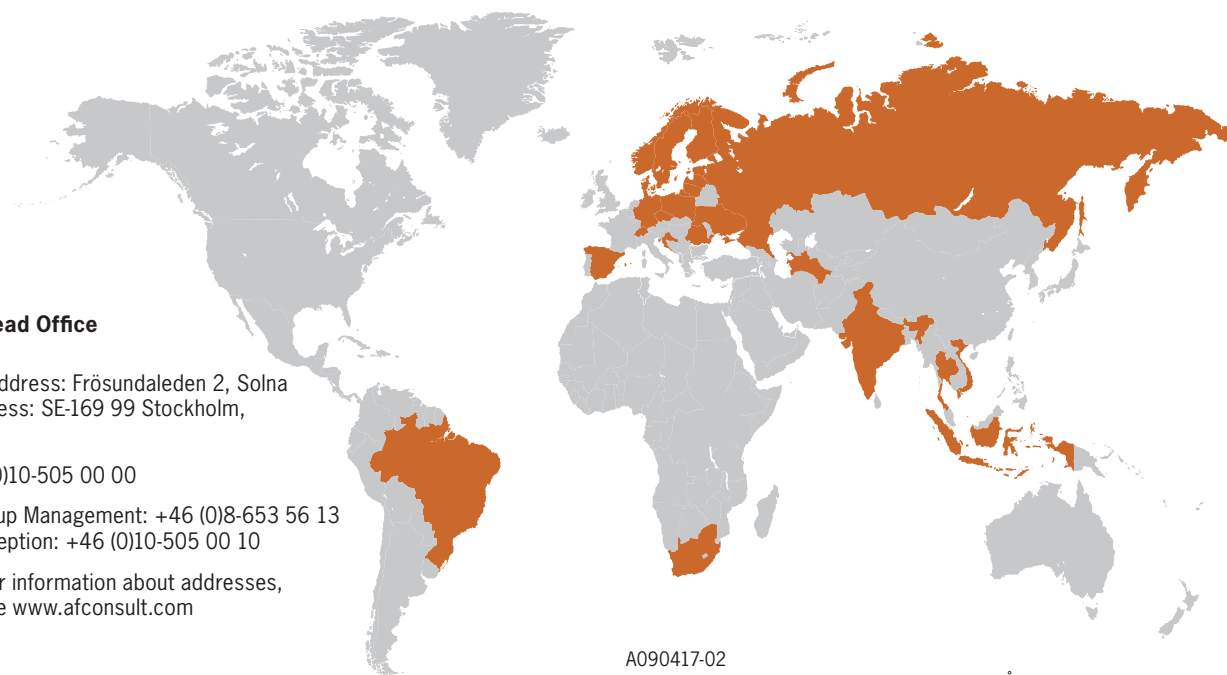 ead Office
ddress: Frösundaleden 2, Solna
ess: SE-169 99 Stockholm,
)10-505 00 00
up Management: +46 (0)8-653 56 13
eption: +46 (0)10-505 00 10
r information about addresses,
e www.afconsult.com
A090417-02